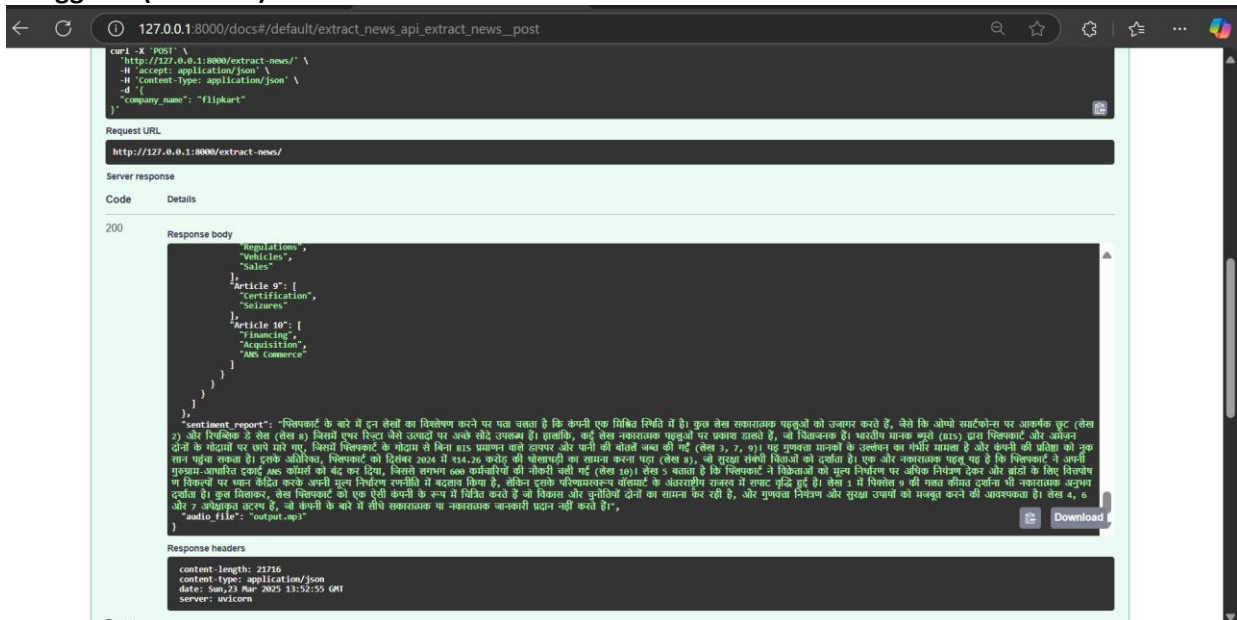 127.0.0.1:8000/docs#/default/extract_news_api_extract_news__post
curl -X 'POST' \
'http://127.0.0.1:8000/extract-news/' \
-H 'accept: application/json' \
-H 'Content-Type: application/json' \
-d '{
"company_name": "flipkart"
}'
Request URL
http://127.0.0.1:8000/extract-news/
Server response
Code Details
200
Response body
"Regulations",
"Vehicles",
"Sales"
],
"Article 9": [
"Certification",
"Seizures"
],
"Article 10": [
"Financing",
"Acquisition",
"ANS Commerce"
]
}
}
}
]
},
"sentiment_report": "फ्लिपकार्ट के बारे में इन लेखों का विश्लेषण करने पर पता चलता है कि कंपनी एक मिश्रित स्थिति में है। कुछ लेख सकारात्मक पहलुओं को उजागर करते हैं, जैसे कि ओप्पो स्मार्टफोन्स पर आकर्षक छूट (लेख
2) और रिपब्लिक डे सेल (लेख 8) जिसमें एयर रिस्टा जैसे उत्पादों पर अच्छे सौदे उपलब्ध हैं। हालांकि, कई लेख नकारात्मक पहलुओं पर प्रकाश डालते हैं, जो चिंताजनक हैं। भारतीय मानक ब्यूरो (BIS) द्वारा फ्लिपकार्ट और अमेज़न
दोनों के गोदामों पर छापे मारे गए, जिसमें फ्लिपकार्ट के गोदाम से बिना BIS प्रमाणन वाले डायपर और पानी की बोतलें जब्त की गईं (लेख 3, 7, 9)। यह गुणवत्ता मानकों के उल्लंघन का गंभीर मामला है और कंपनी की प्रतिष्ठा को नुक
सान पहुंचा सकता है। इसके अतिरिक्त, फ्लिपकार्ट को दिसंबर 2024 में ₹14.26 करोड़ की धोखाधड़ी का सामना करना पड़ा (लेख 8), जो सुरक्षा संबंधी चिंताओं को दर्शाता है। एक और नकारात्मक पहलू यह है कि फ्लिपकार्ट ने अपनी
गुरुग्राम-आधारित इकाई ANS कॉमर्स को बंद कर दिया, जिससे लगभग 600 कर्मचारियों की नौकरी चली गई (लेख 10)। लेख 5 बताता है कि फ्लिपकार्ट ने विक्रेताओं को मूल्य निर्धारण पर अधिक नियंत्रण देकर और ब्रांडों के लिए वित्तपोष
ण विकल्पों पर ध्यान केंद्रित करके अपनी मूल्य निर्धारण रणनीति में बदलाव किया है, लेकिन इसके परिणामस्वरूप वॉलमार्ट के अंतरराष्ट्रीय राजस्व में सपाट वृद्धि हुई है। लेख 1 में पिक्सेल 9 की गलत कीमत दर्शाना भी नकारात्मक अनुभव
दर्शाता है। कुल मिलाकर, लेख फ्लिपकार्ट को एक ऐसी कंपनी के रूप में चित्रित करते हैं जो विकास और चुनौतियों दोनों का सामना कर रही है, और गुणवत्ता नियंत्रण और सुरक्षा उपायों को मजबूत करने की आवश्यकता है। लेख 4, 6
और 7 अपेक्षाकृत तटस्थ हैं, जो कंपनी के बारे में सीधे सकारात्मक या नकारात्मक जानकारी प्रदान नहीं करते हैं।",
"audio_file": "output.mp3"
}
Download
Response headers
content-length: 21716
content-type: application/json
date: Sun,23 Mar 2025 13:52:55 GMT
server: uvicorn